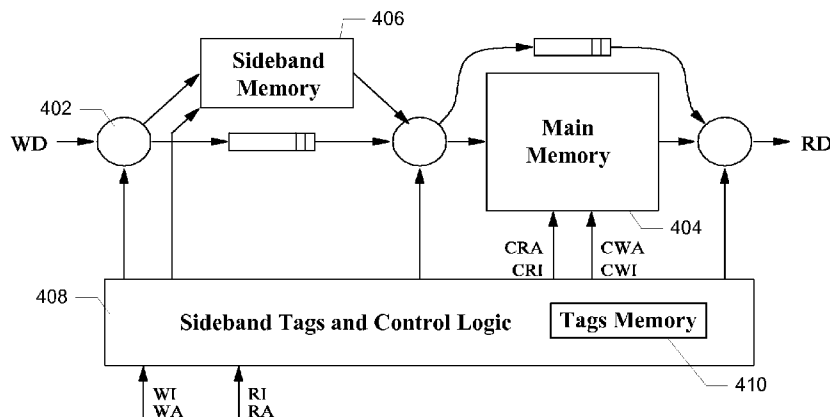 406
Sideband
Memory
402
WD
Main
Memory
RD
404
CRA
CRI
CWA
CWI
408
Sideband Tags and Control Logic
Tags Memory
410
WI
WA
RI
RA